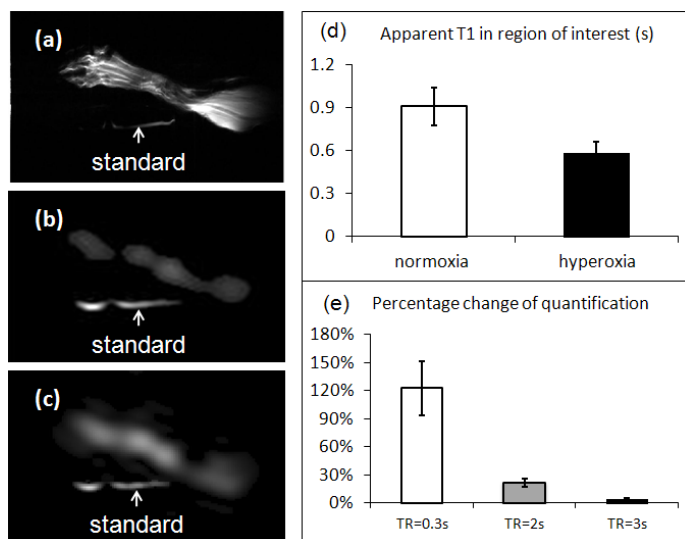 (a)
standard
(b)
standard
(c)
standard
(d) Apparent T1 in region of interest (s)
1.2
0.9
0.6
0.3
0
normoxia hyperoxia
(e) Percentage change of quantification
180%
150%
120%
90%
60%
30%
0%
TR=0.3s TR=2s TR=3s